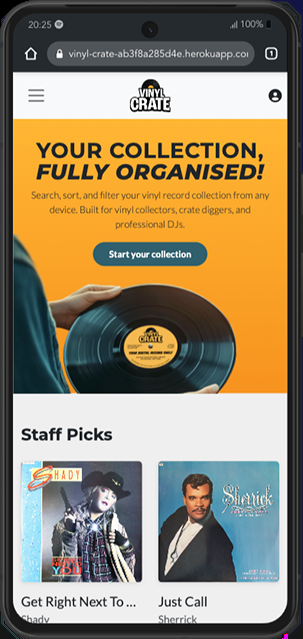 20:25
100%
vinyl-crate-ab3f8a285d4e.herokuapp.co
1
VINYL
CRATE
YOUR COLLECTION,
FULLY ORGANISED!
Search, sort, and filter your vinyl record collection from any
device. Built for vinyl collectors, crate diggers, and
professional DJs.
Start your collection
VINYL
CRATE
YOUR DIGITAL RECORD SHELF
Staff Picks
SHADY
Sherrick
Get Right Next To ...
Just Call
Shady
Sherrick